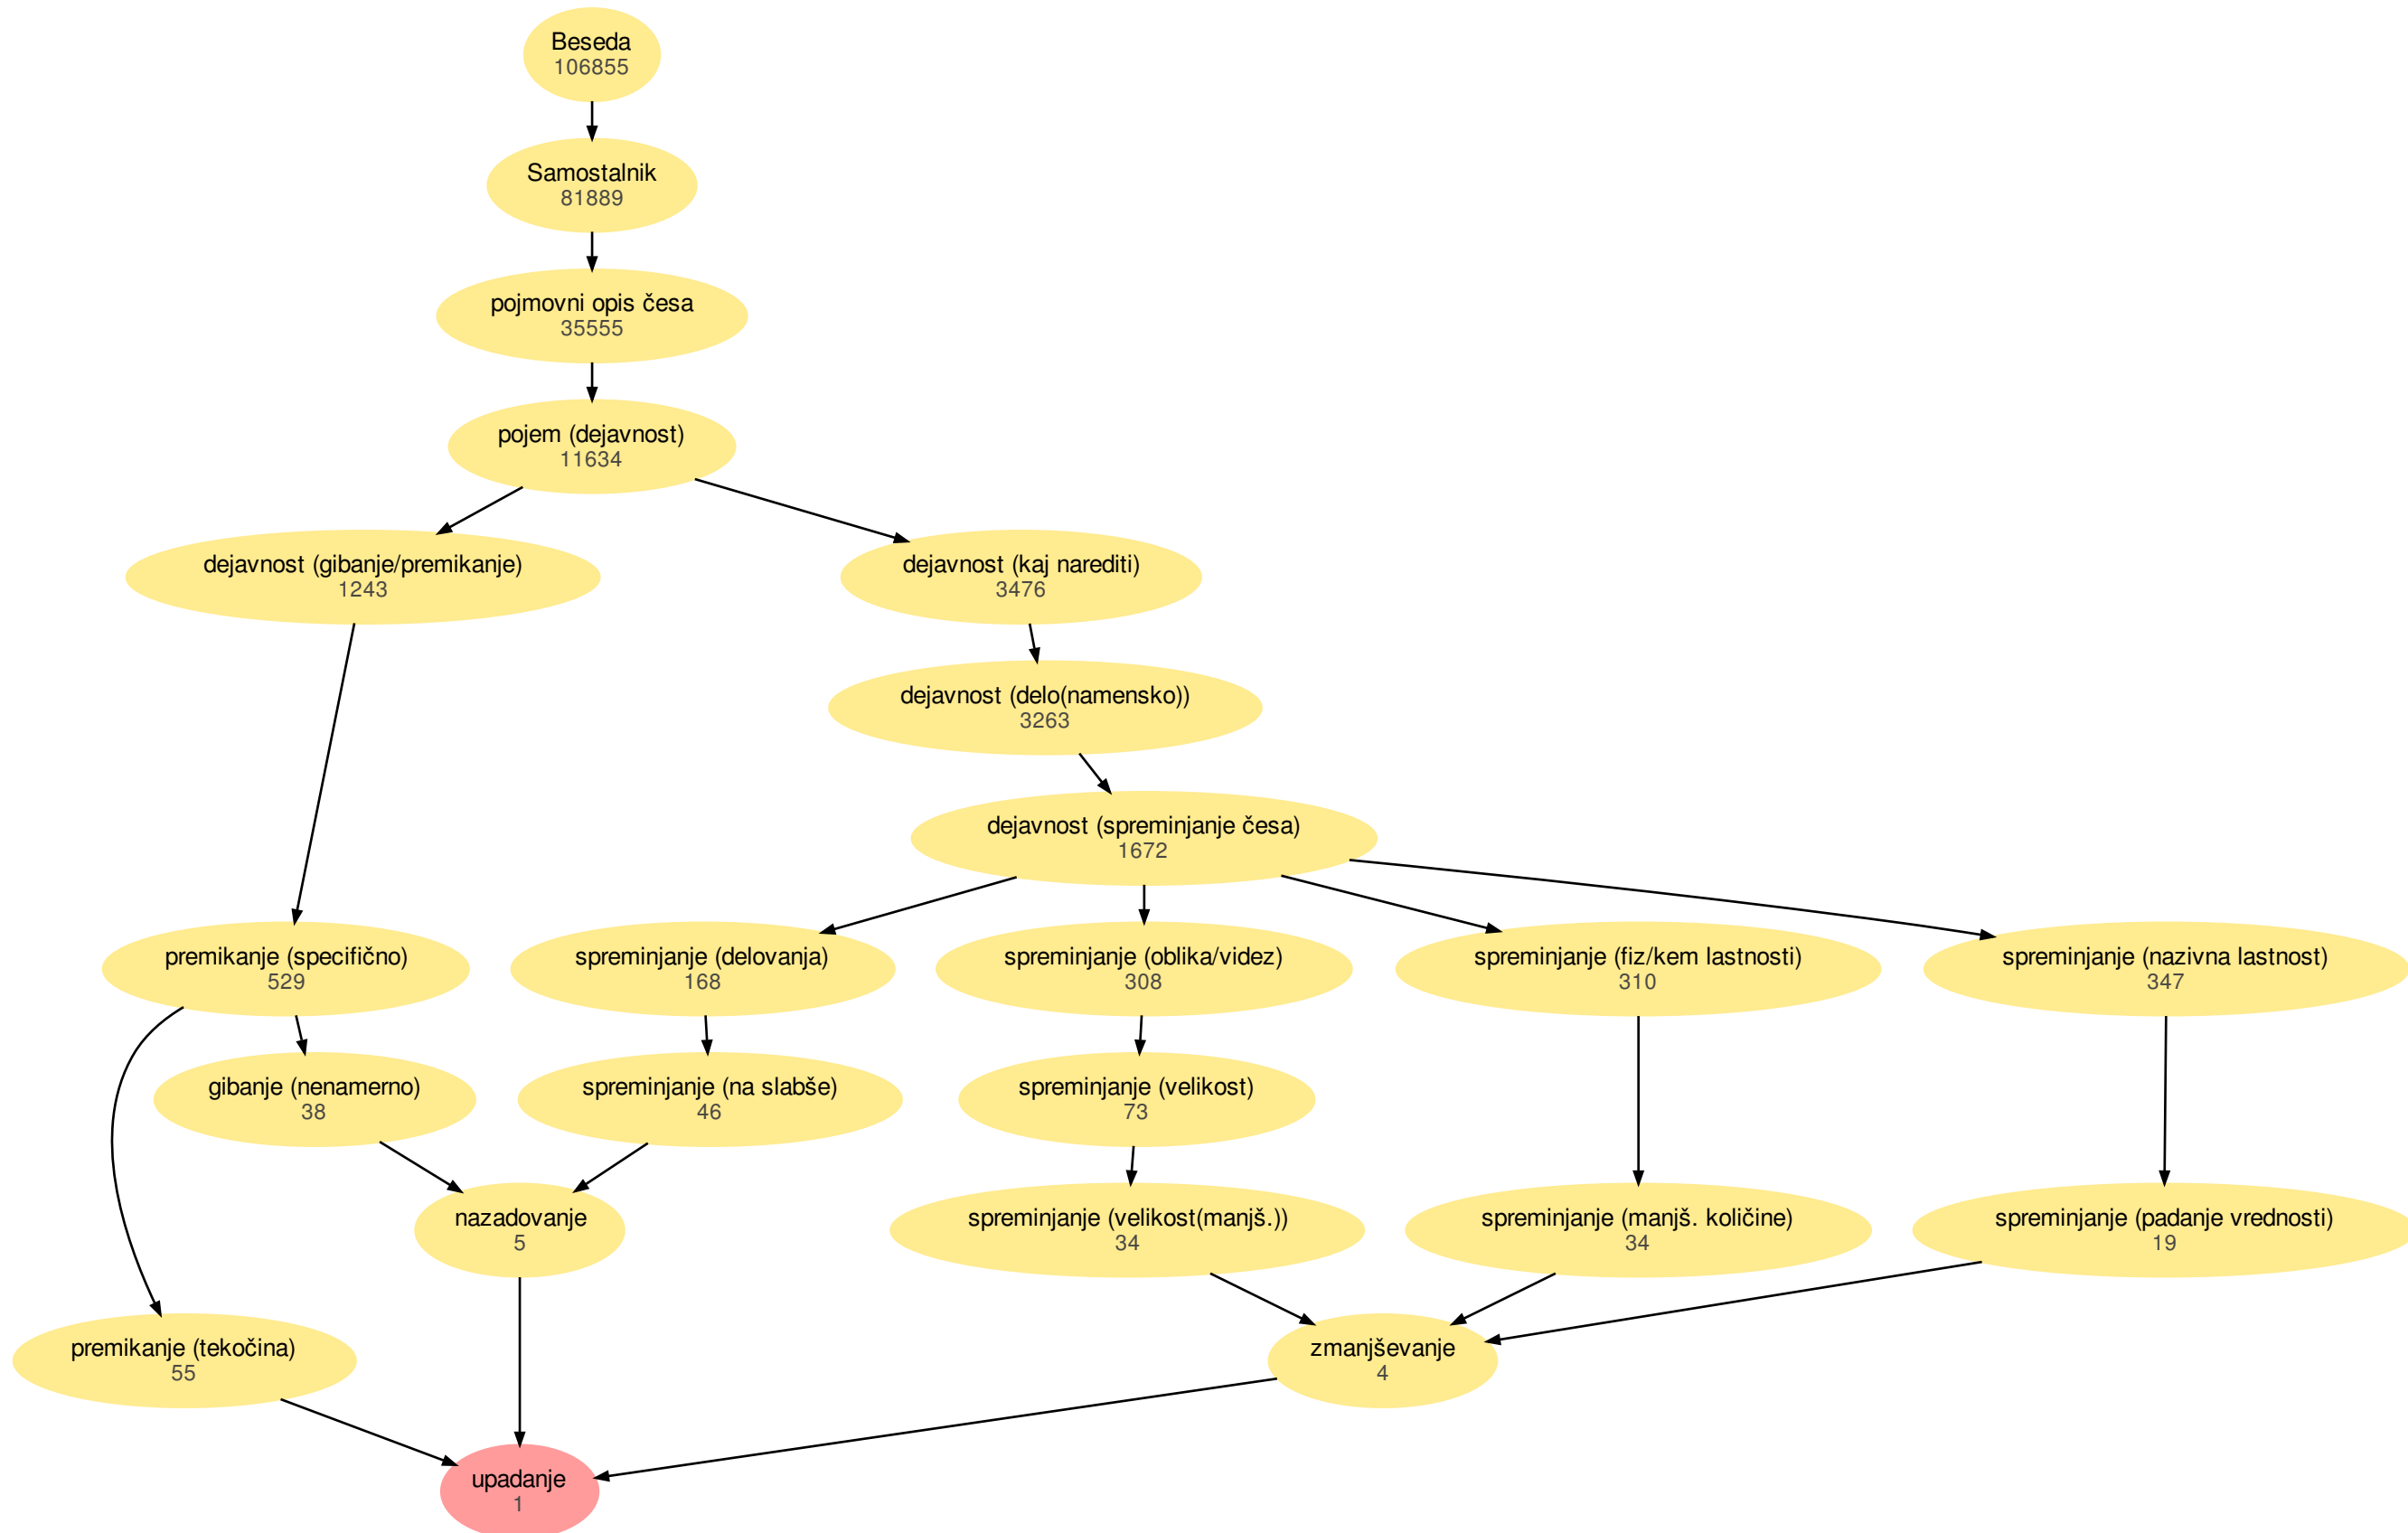 Beseda
106855
Samostalnik
81889
pojmovni opis česa
35555
pojem (dejavnost)
11634
dejavnost (gibanje/premikanje)
1243
dejavnost (kaj narediti)
3476
dejavnost (delo(namensko))
3263
dejavnost (spreminjanje česa)
1672
premikanje (specifično)
529
spreminjanje (delovanja)
168
spreminjanje (oblika/videz)
308
spreminjanje (fiz/kem lastnosti)
310
spreminjanje (nazivna lastnost)
347
gibanje (nenamerno)
38
spreminjanje (na slabše)
46
spreminjanje (velikost)
73
nazadovanje
5
spreminjanje (velikost(manjš.))
34
spreminjanje (manjš. količine)
34
spreminjanje (padanje vrednosti)
19
premikanje (tekočina)
55
zmanjševanje
4
upadanje
1